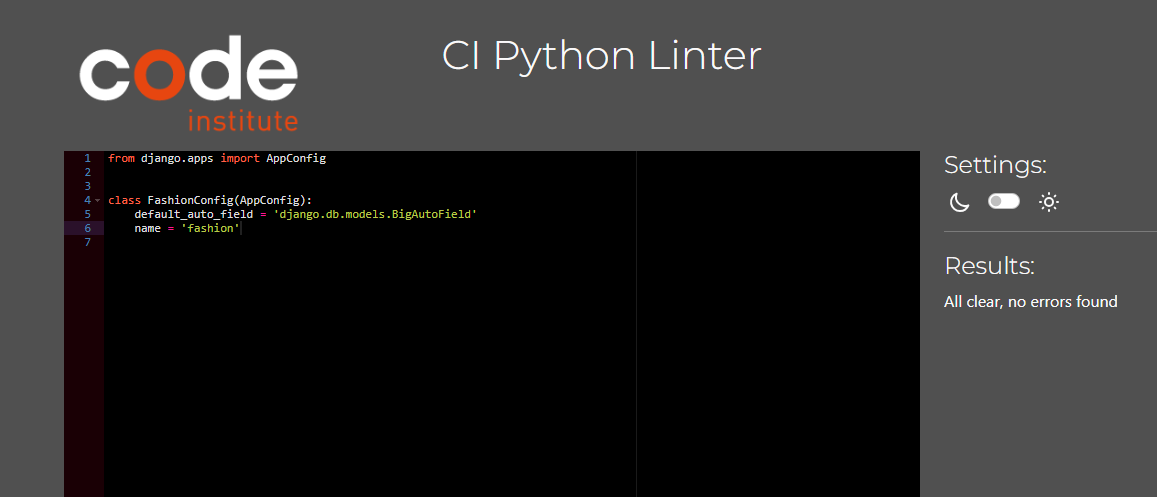 code
institute
CI Python Linter
1 from django.apps import AppConfig
2
3
4 class FashionConfig(AppConfig):
5     default_auto_field = 'django.db.models.BigAutoField'
6     name = 'fashion'
7
Settings:
Results:
All clear, no errors found